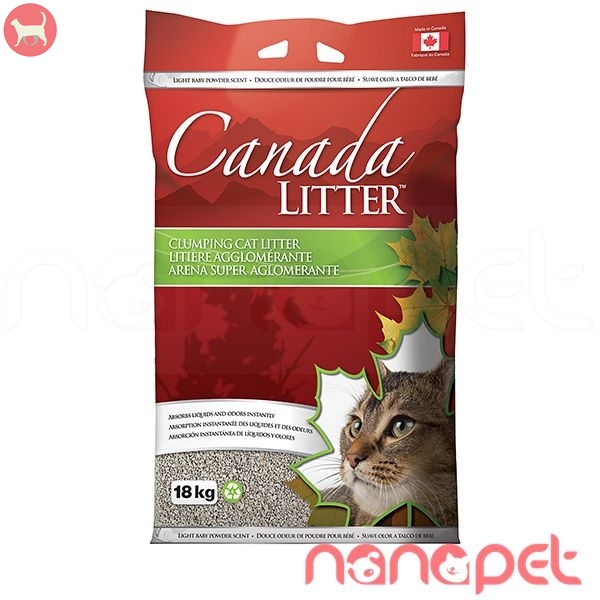 Made in Canada
Fabriqué au Canada
LIGHT BABY POWDER SCENT • DOUCE ODEUR DE POUDRE POUR BÉBÉ • SUAVE OLOR A TALCO DE BEBÉ
Canada
LITTER™
CLUMPING CAT LITTER
LITIÈRE AGGLOMÉRANTE
ARENA SUPER AGLOMERANTE
nanapet
ABSORBS LIQUIDS AND ODORS INSTANTLY
ABSORPTION INSTANTANÉE DES LIQUIDES ET DES ODEURS
ABSORCIÓN INSTANTÁNEA DE LÍQUIDOS Y OLORES
18 kg
LIGHT BABY POWDER SCENT • DOUCE ODEUR DE POUDRE POUR BÉBÉ • SUAVE OLOR A TALCO DE BEBÉ
nanapet